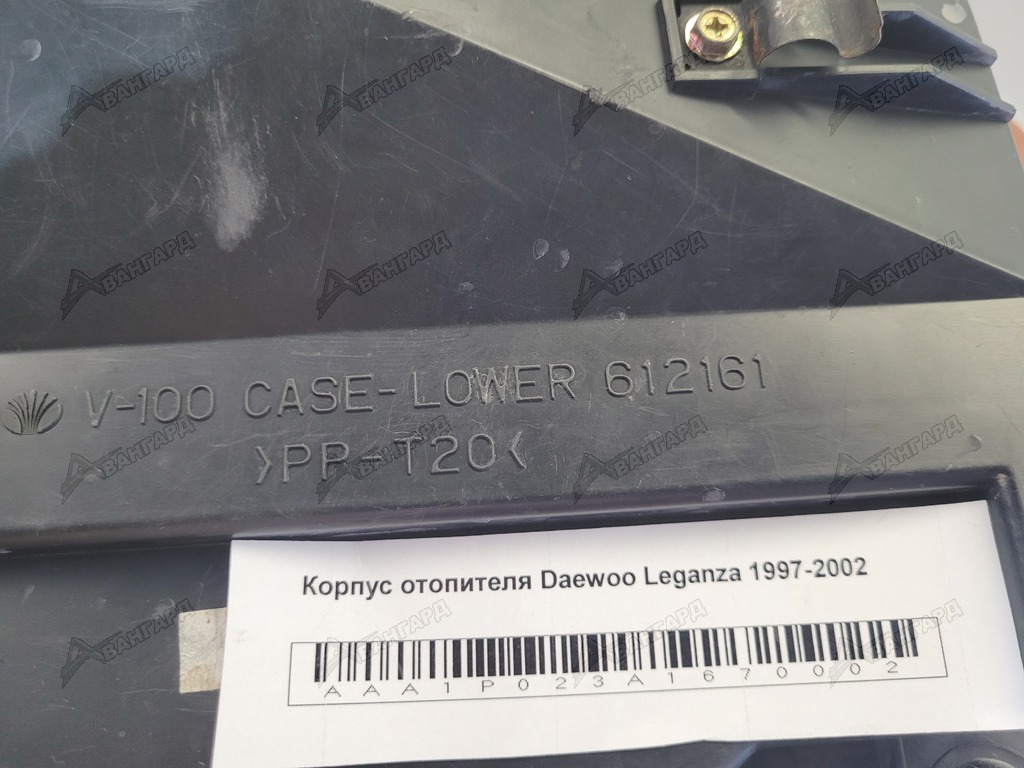 V-100 CASE-LOWER 612161
>PP-T20<
Корпус отопителя Daewoo Leganza 1997-2002
AAA1P023A1670002
АВАНГАРД